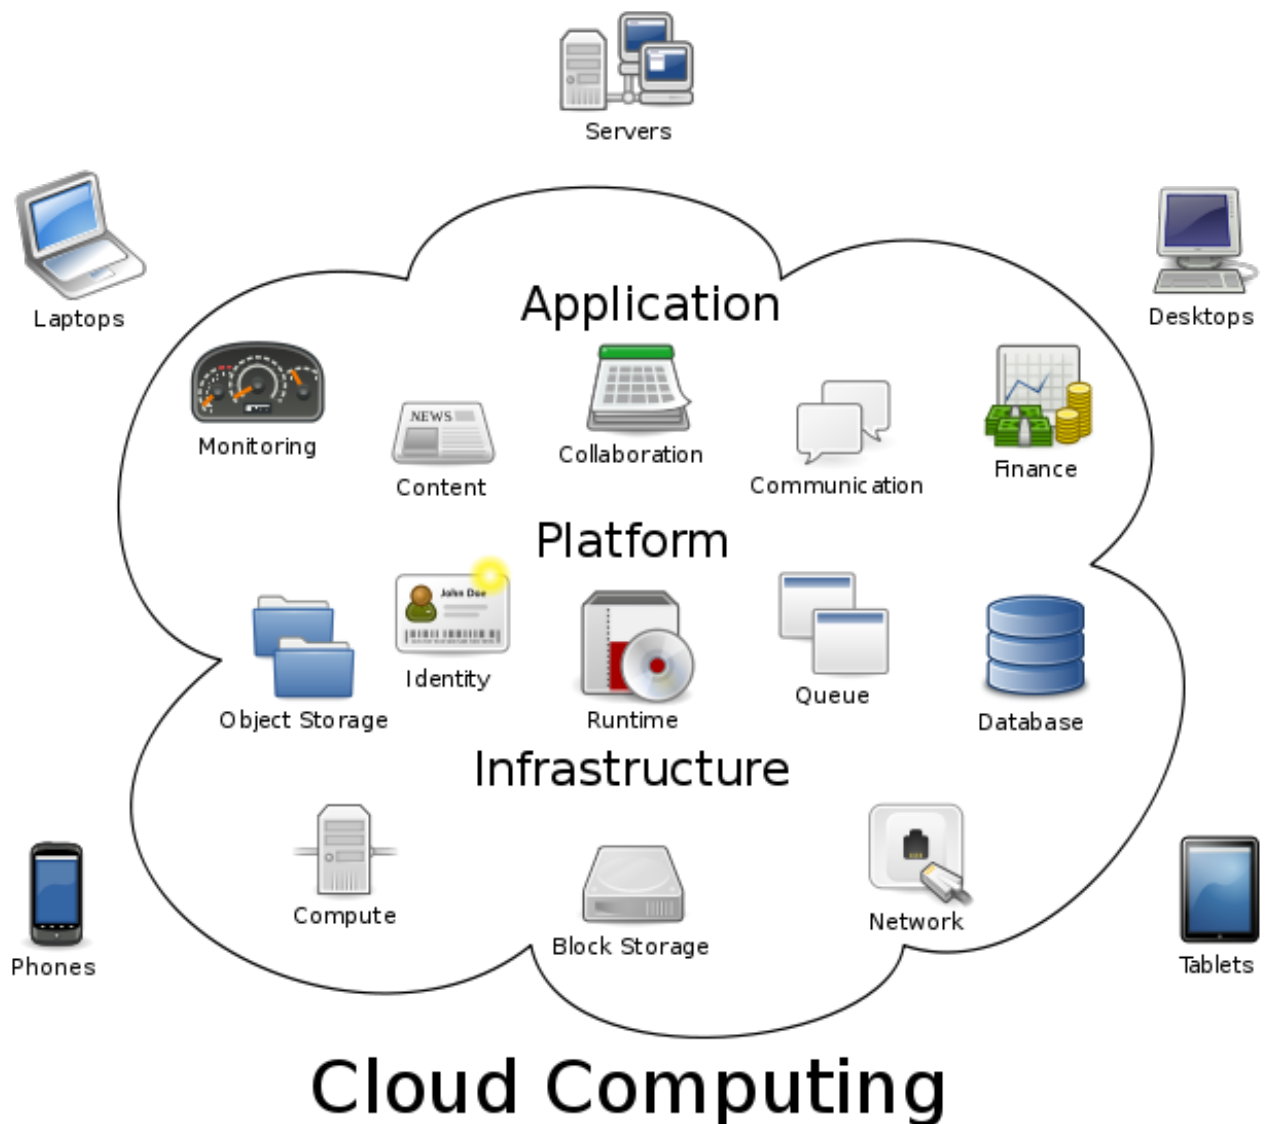 Servers
Laptops
Desktops
Application
Monitoring
NEWS
Content
Collaboration
Communication
Finance
Platform
John Doe
Object Storage
Identity
Runtime
Queue
Database
Infrastructure
Compute
Block Storage
Network
Phones
Tablets
Cloud Computing